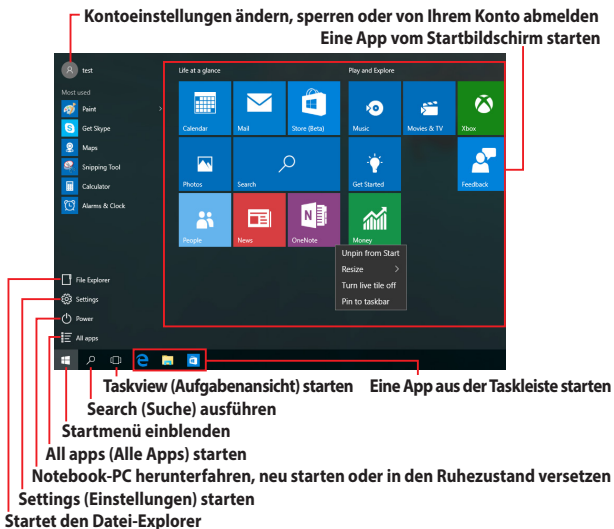 Kontoeinstellungen ändern, sperren oder von Ihrem Konto abmelden
Eine App vom Startbildschirm starten
test
Life at a glance
Play and Explore
Most used
Paint
Get Skype
Maps
Snipping Tool
Calculator
Alarms & Clock
Calendar
Mail
Store (Beta)
Music
Movies & TV
Xbox
Photos
Search
Get Started
Feedback
People
News
OneNote
Money
Unpin from Start
Resize
Turn live tile off
Pin to taskbar
File Explorer
Settings
Power
All apps
Taskview (Aufgabenansicht) starten
Eine App aus der Taskleiste starten
Search (Suche) ausführen
Startmenü einblenden
All apps (Alle Apps) starten
Notebook-PC herunterfahren, neu starten oder in den Ruhezustand versetzen
Settings (Einstellungen) starten
Startet den Datei-Explorer